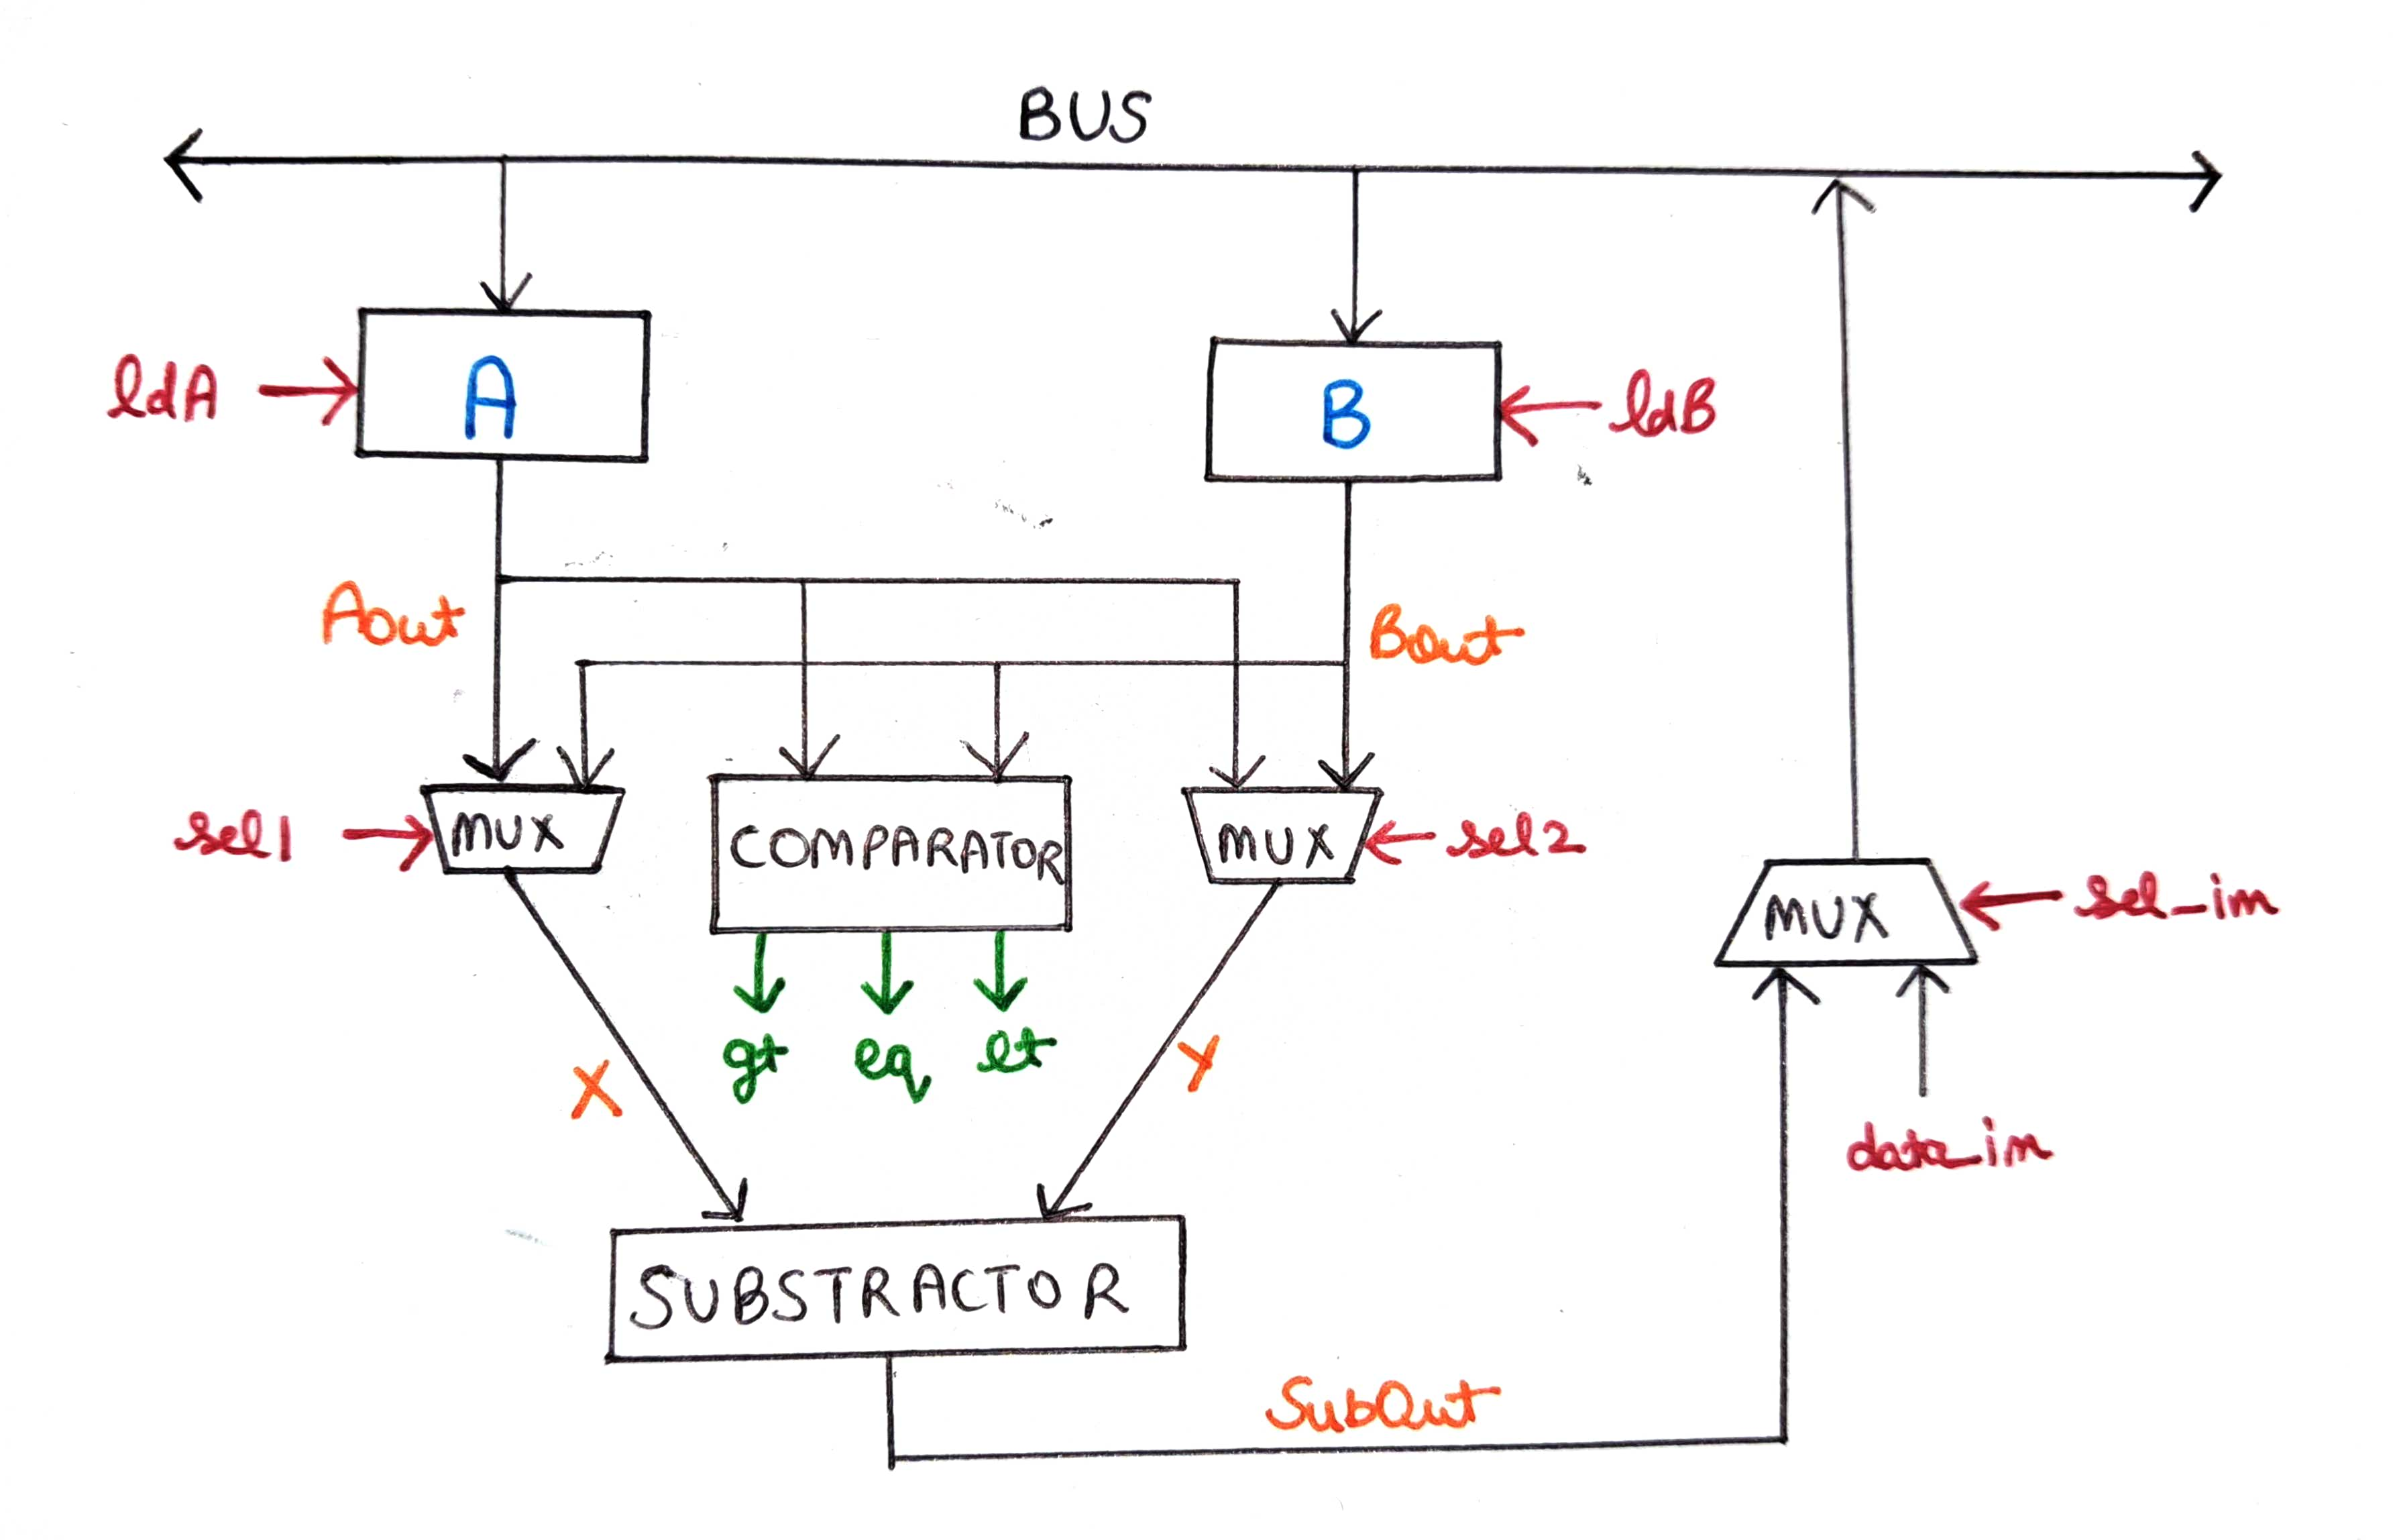 BUS
ldA
A
B
ldB
Aout
Bout
sel1
MUX
COMPARATOR
MUX
sel2
MUX
sel_in
gt
eq
lt
X
Y
data_in
SUBSTRACTOR
SubOut